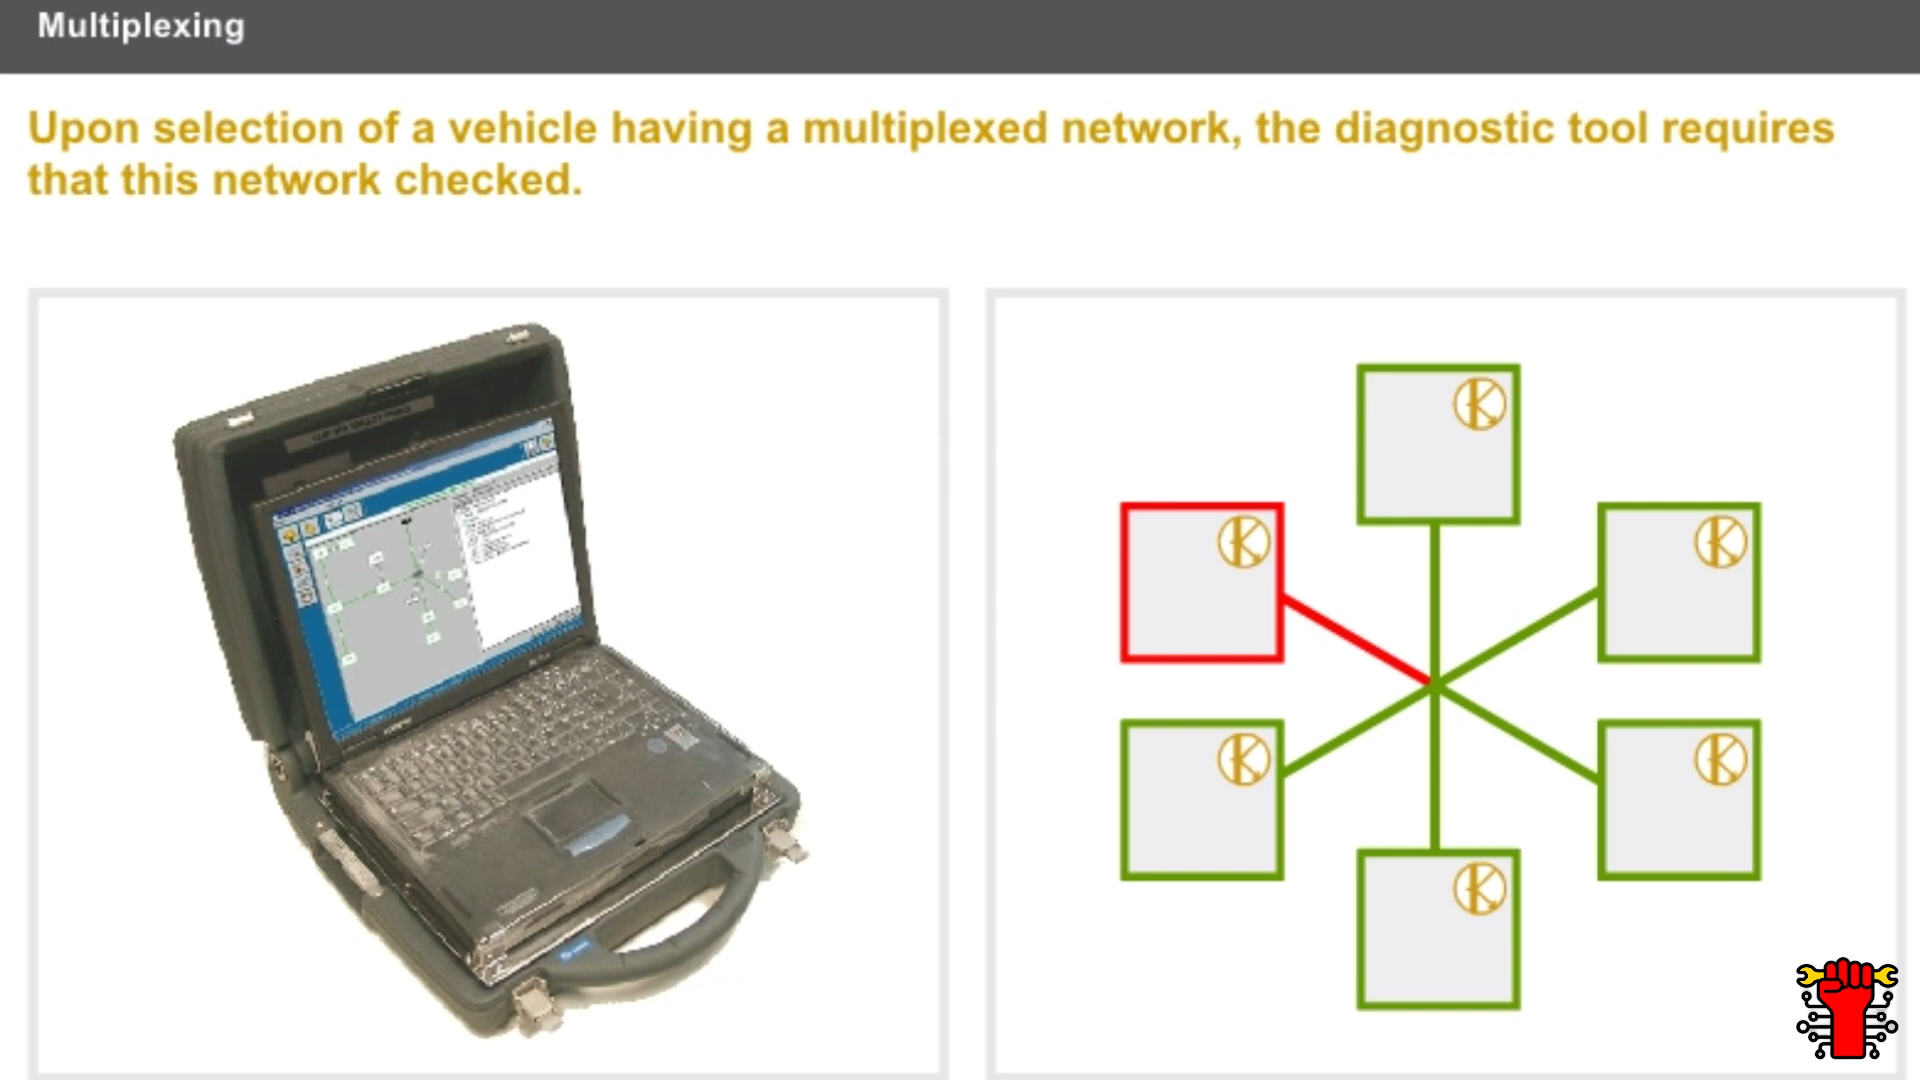 Multiplexing
Upon selection of a vehicle having a multiplexed network, the diagnostic tool requires
that this network checked.
K
K
K
K
K
K